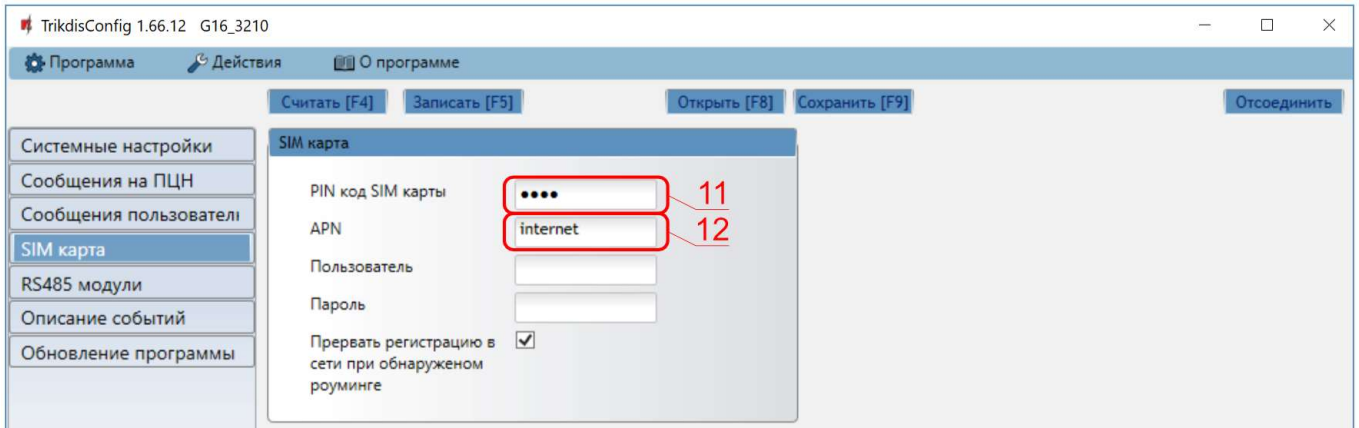 TrikdisConfig 1.66.12 G16_3210
Программа Действия О программе
Считать [F4] Записать [F5] Открыть [F8] Сохранить [F9] Отсоединить
Системные настройки
Сообщения на ПЦН
Сообщения пользовател
SIM карта
RS485 модули
Описание событий
Обновление программы
SIM карта
PIN код SIM карты •••• 11
APN internet 12
Пользователь
Пароль
Прервать регистрацию в
сети при обнаруженом
роуминге